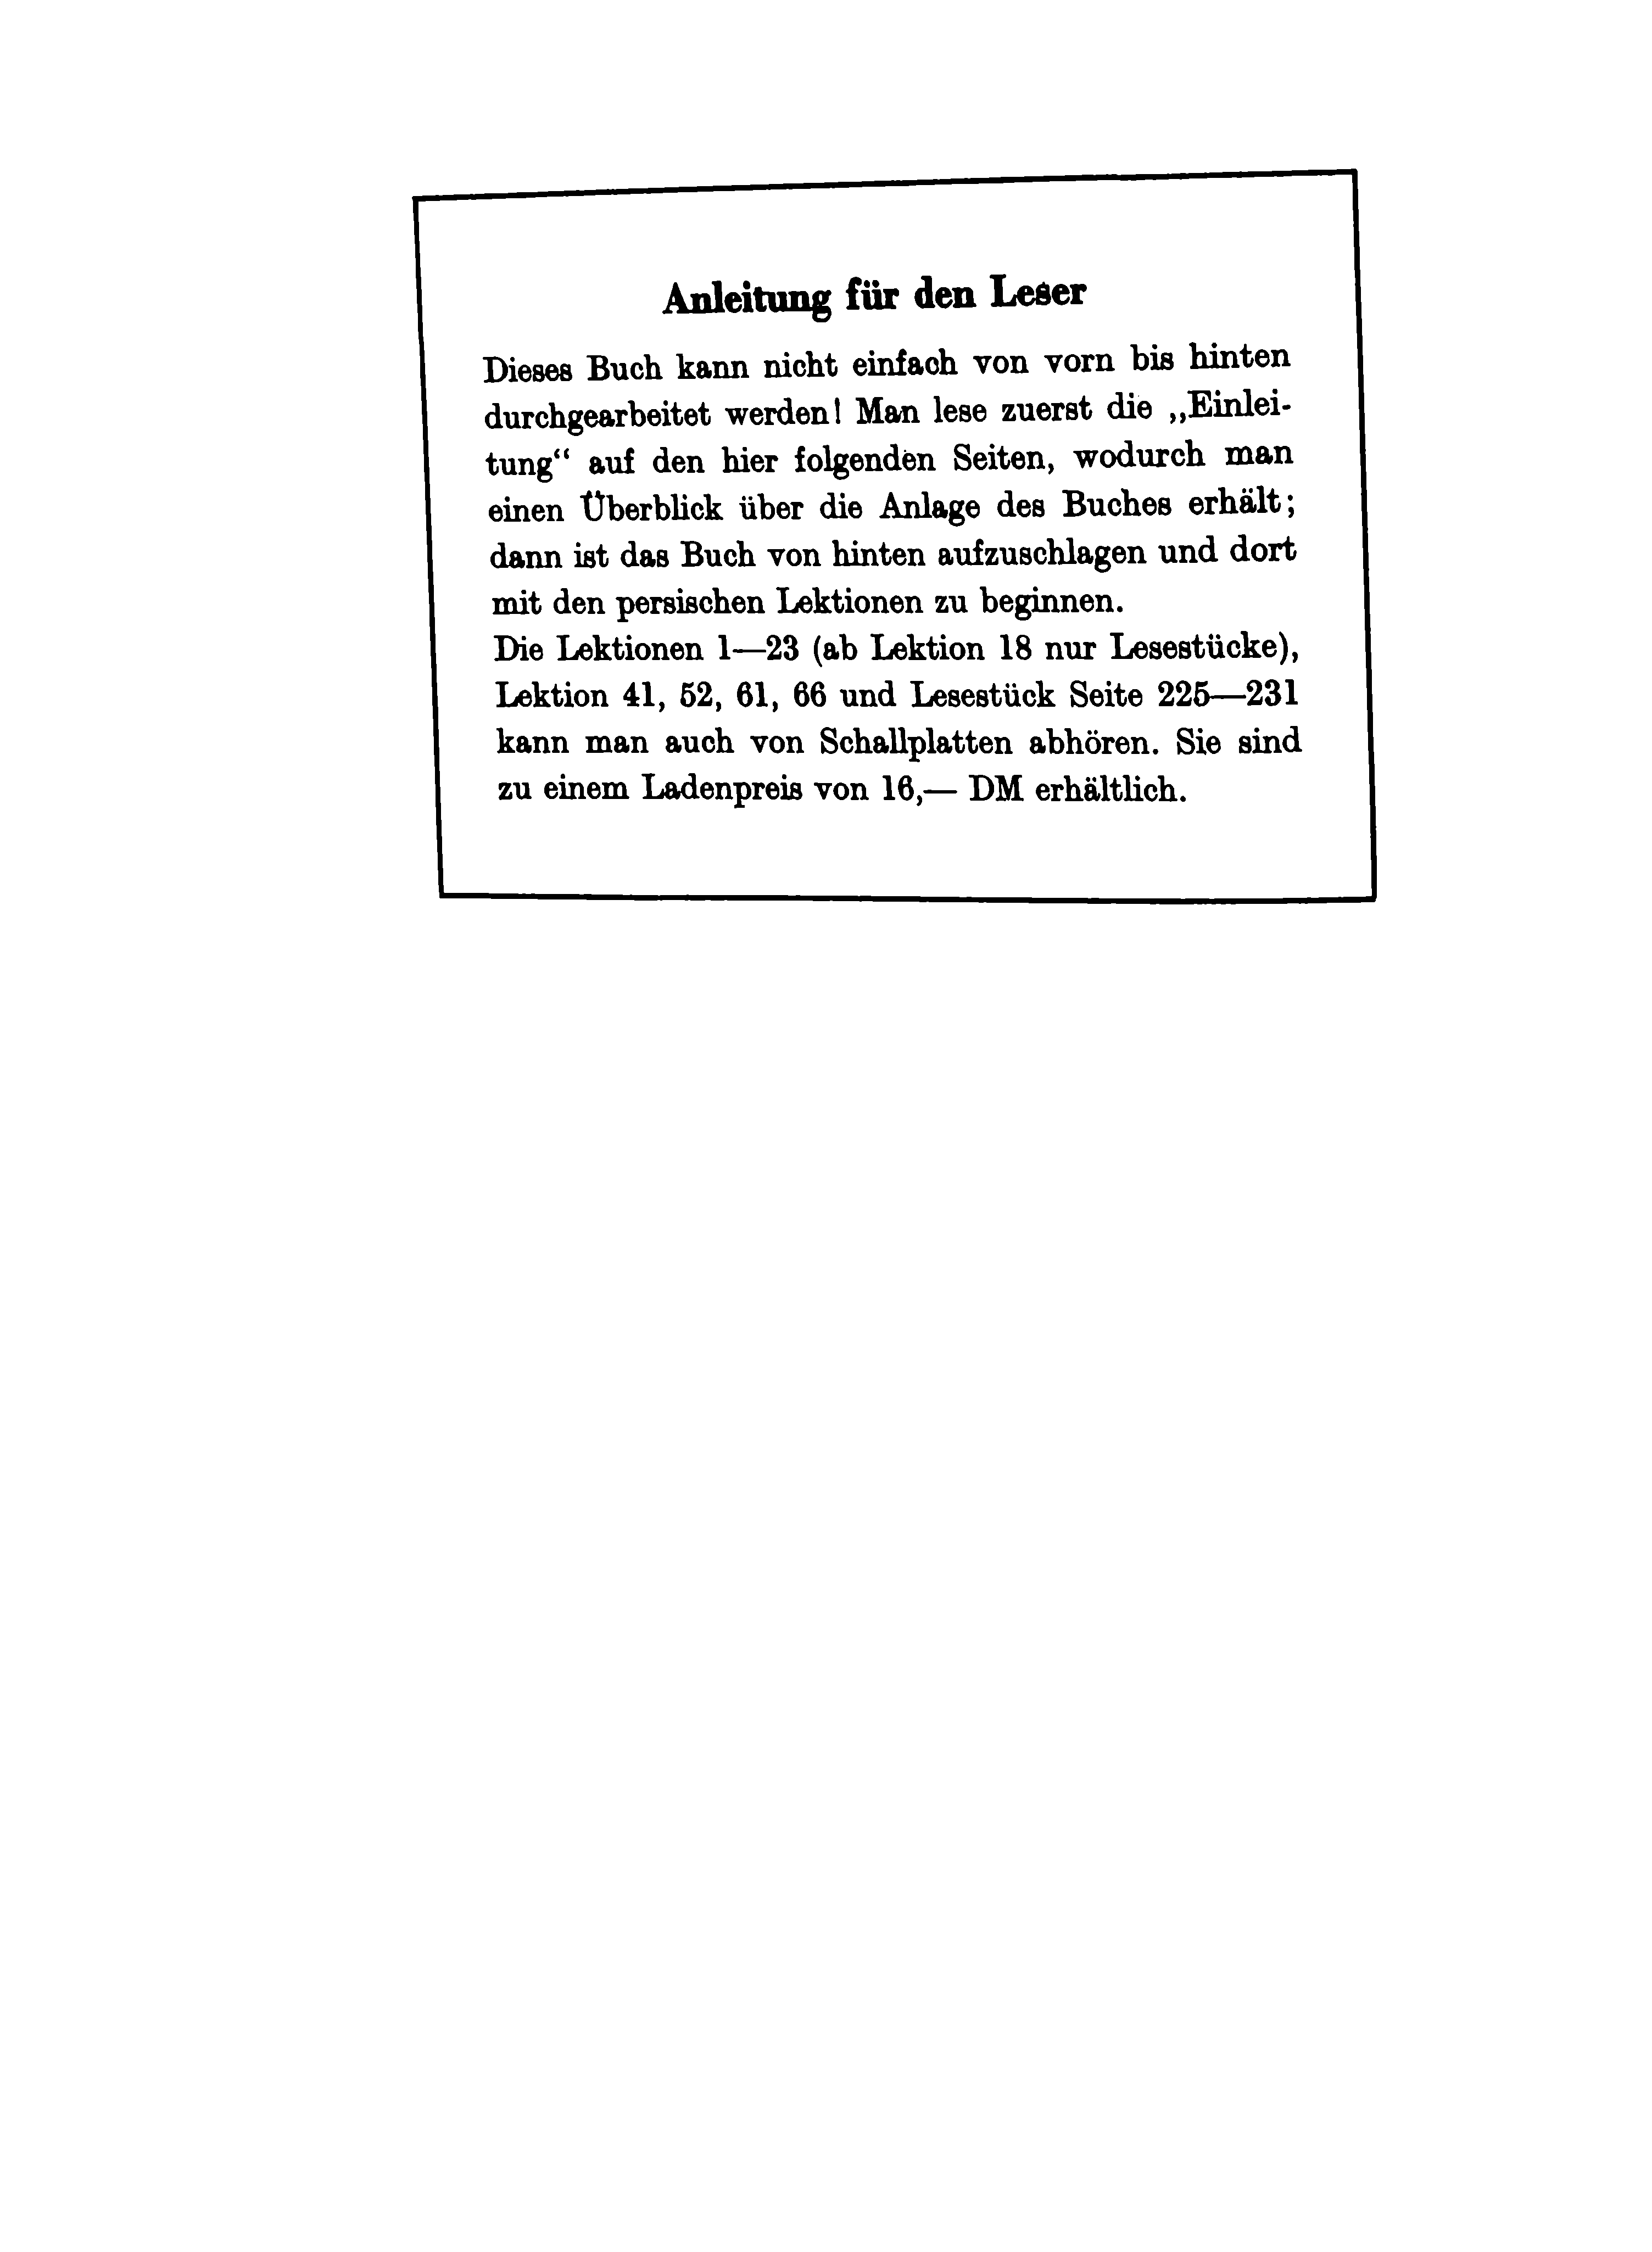 Anleitung für den Leser
Dieses Buch kann nicht einfach von vorn bis hinten
durchgearbeitet werden! Man lese zuerst die „Einlei-
tung“ auf den hier folgenden Seiten, wodurch man
einen Überblick über die Anlage des Buches erhält;
dann ist das Buch von hinten aufzuschlagen und dort
mit den persischen Lektionen zu beginnen.
Die Lektionen 1—23 (ab Lektion 18 nur Lesestücke),
Lektion 41, 52, 61, 66 und Lesestück Seite 225—231
kann man auch von Schallplatten abhören. Sie sind
zu einem Ladenpreis von 16,— DM erhältlich.